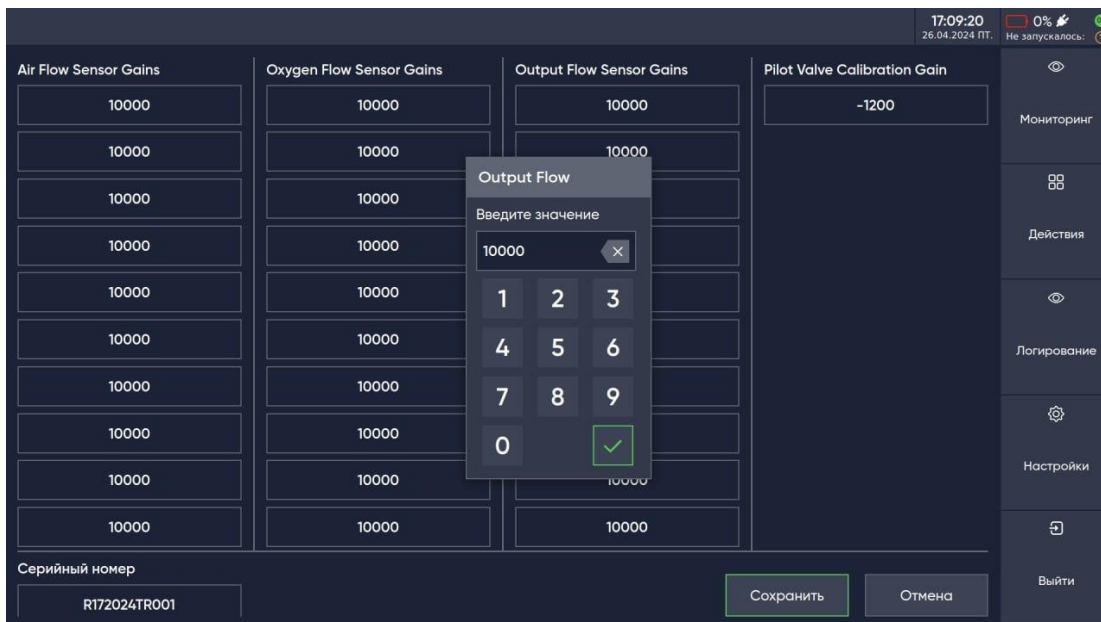 17:09:20
26.04.2024 ПТ.
0%
Не запускалось:
Air Flow Sensor Gains
10000
10000
10000
10000
10000
10000
10000
10000
10000
10000
Oxygen Flow Sensor Gains
10000
10000
10000
10000
10000
10000
10000
10000
10000
10000
Output Flow Sensor Gains
10000
10000
10000
10000
Pilot Valve Calibration Gain
-1200
Output Flow
Введите значение
10000
1 2 3
4 5 6
7 8 9
0
Серийный номер
R172024TR001
Сохранить
Отмена
Мониторинг
Действия
Логирование
Настройки
Выйти